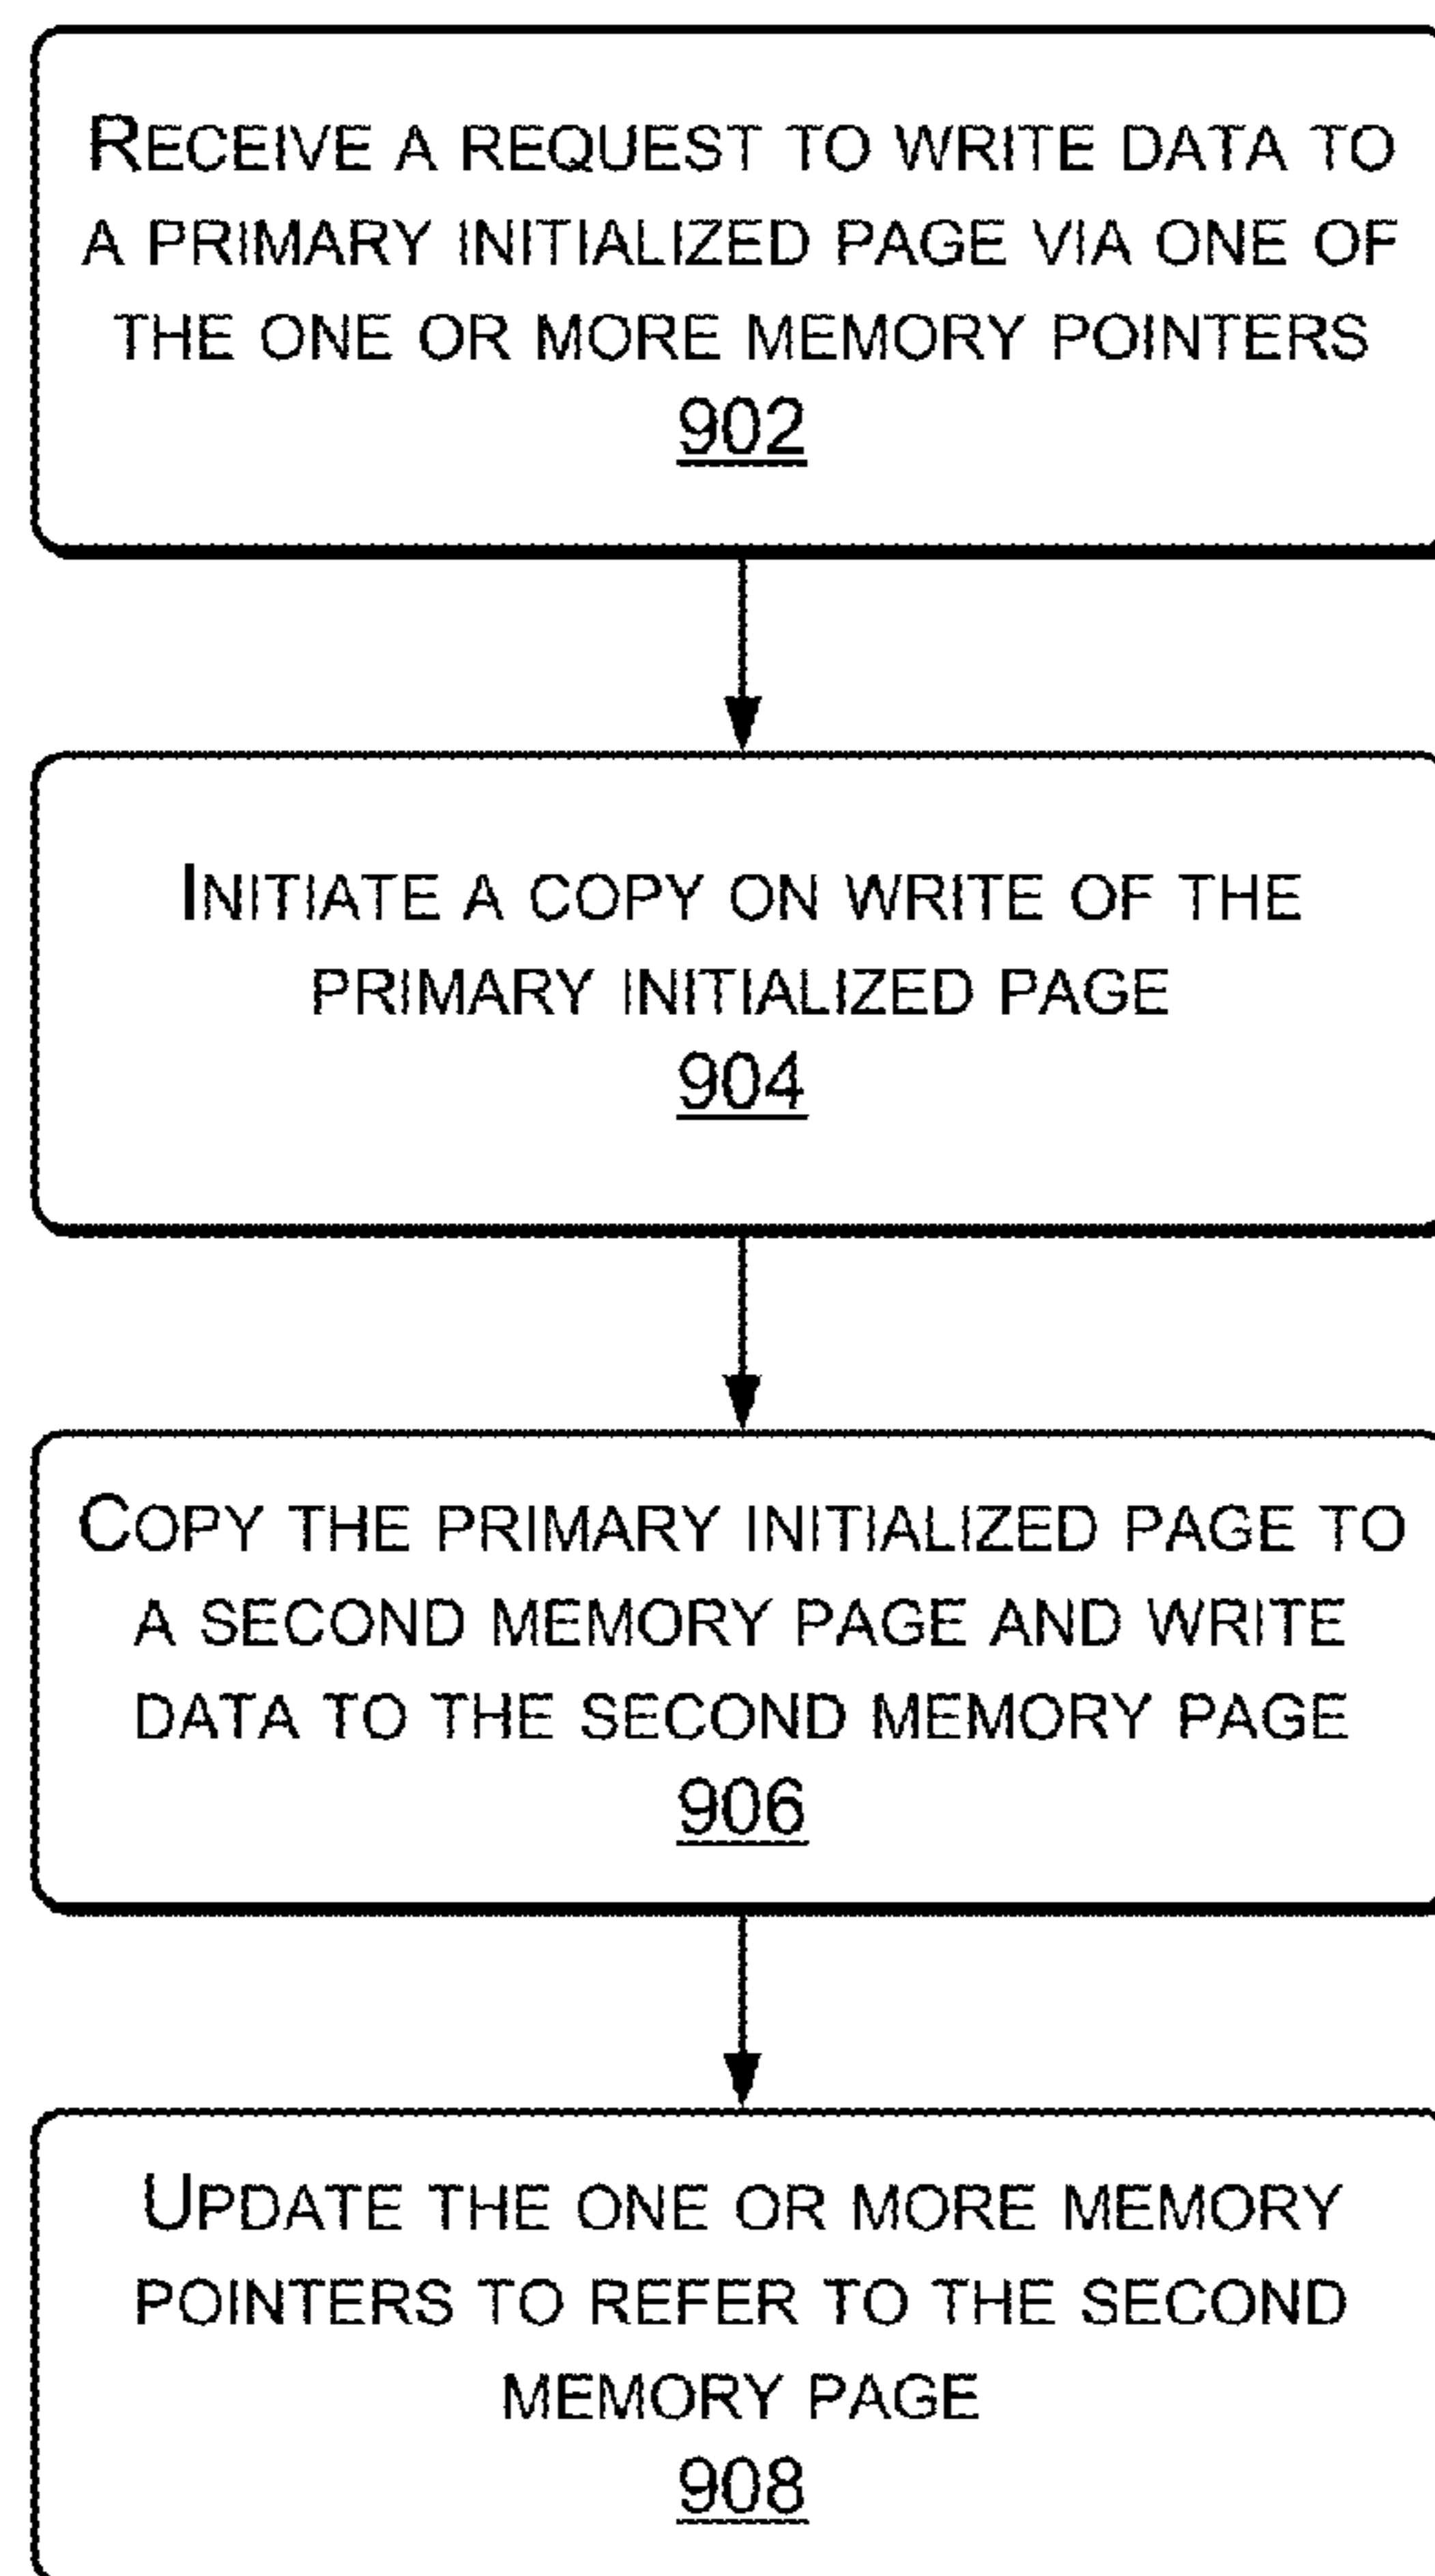 RECEIVE A REQUEST TO WRITE DATA TO
A PRIMARY INITIALIZED PAGE VIA ONE OF
THE ONE OR MORE MEMORY POINTERS
902
INITIATE A COPY ON WRITE OF THE
PRIMARY INITIALIZED PAGE
904
COPY THE PRIMARY INITIALIZED PAGE TO
A SECOND MEMORY PAGE AND WRITE
DATA TO THE SECOND MEMORY PAGE
906
UPDATE THE ONE OR MORE MEMORY
POINTERS TO REFER TO THE SECOND
MEMORY PAGE
908